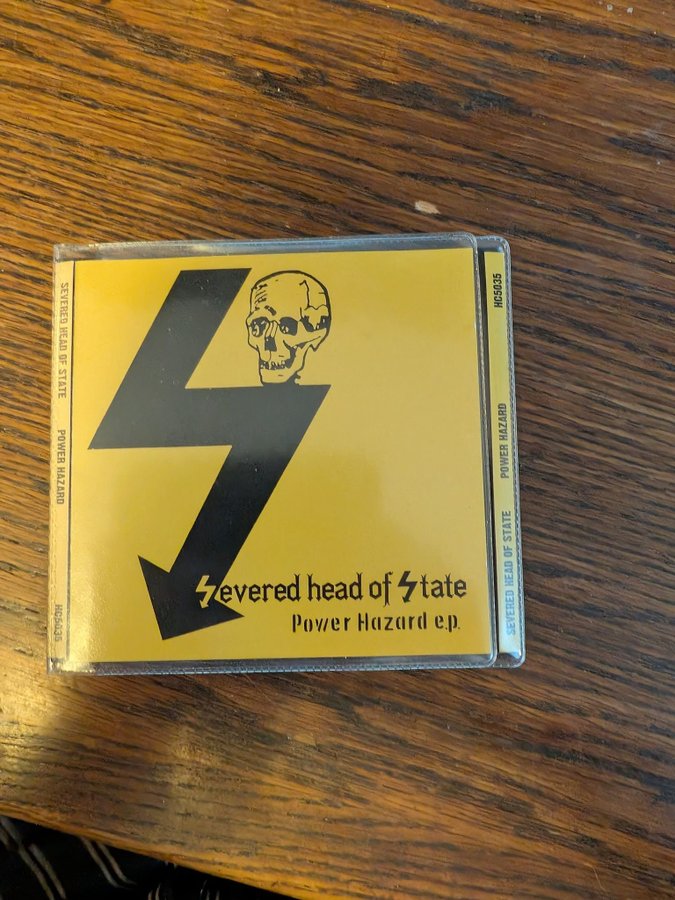 SEVERED HEAD OF STATE POWER HAZARD HC5035
Severed head of State
Power Hazard e.p.
SEVERED HEAD OF STATE POWER HAZARD HC5035